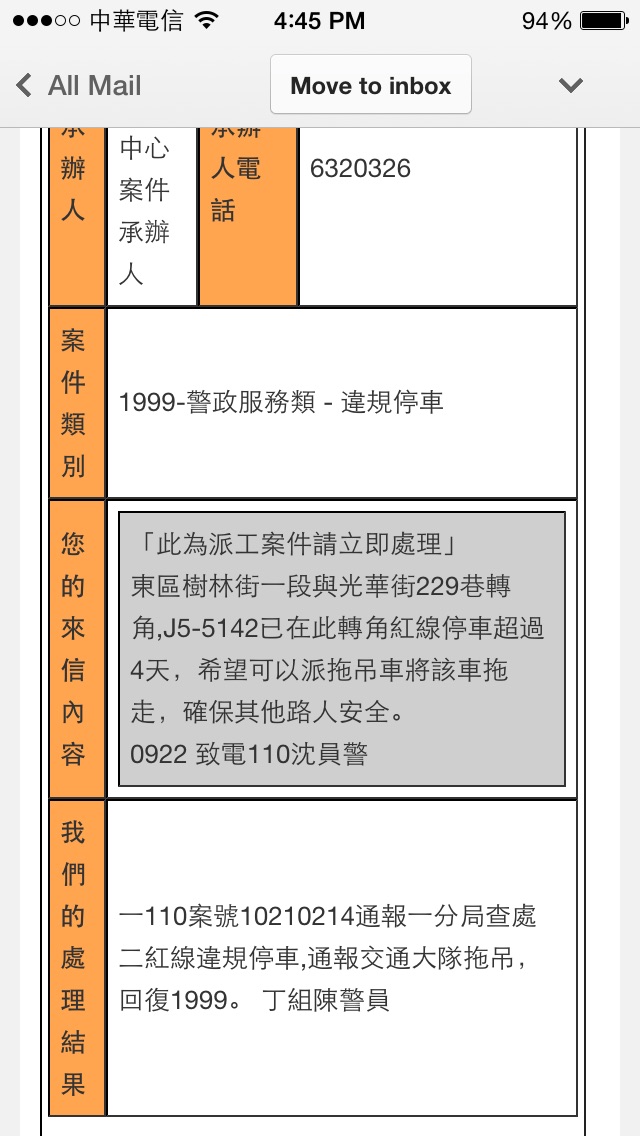 中華電信 4:45 PM 94%
All Mail Move to inbox
承辦人
中心案件承辦人
承辦人電話
6320326
案件類別
1999-警政服務類 - 違規停車
您的來信內容
「此為派工案件請立即處理」
東區樹林街一段與光華街229巷轉
角,J5-5142已在此轉角紅線停車超過
4天，希望可以派拖吊車將該車拖
走，確保其他路人安全。
0922 致電110沈員警
我們的處理結果
一110案號10210214通報一分局查處
二紅線違規停車,通報交通大隊拖吊，
回復1999。 丁組陳警員